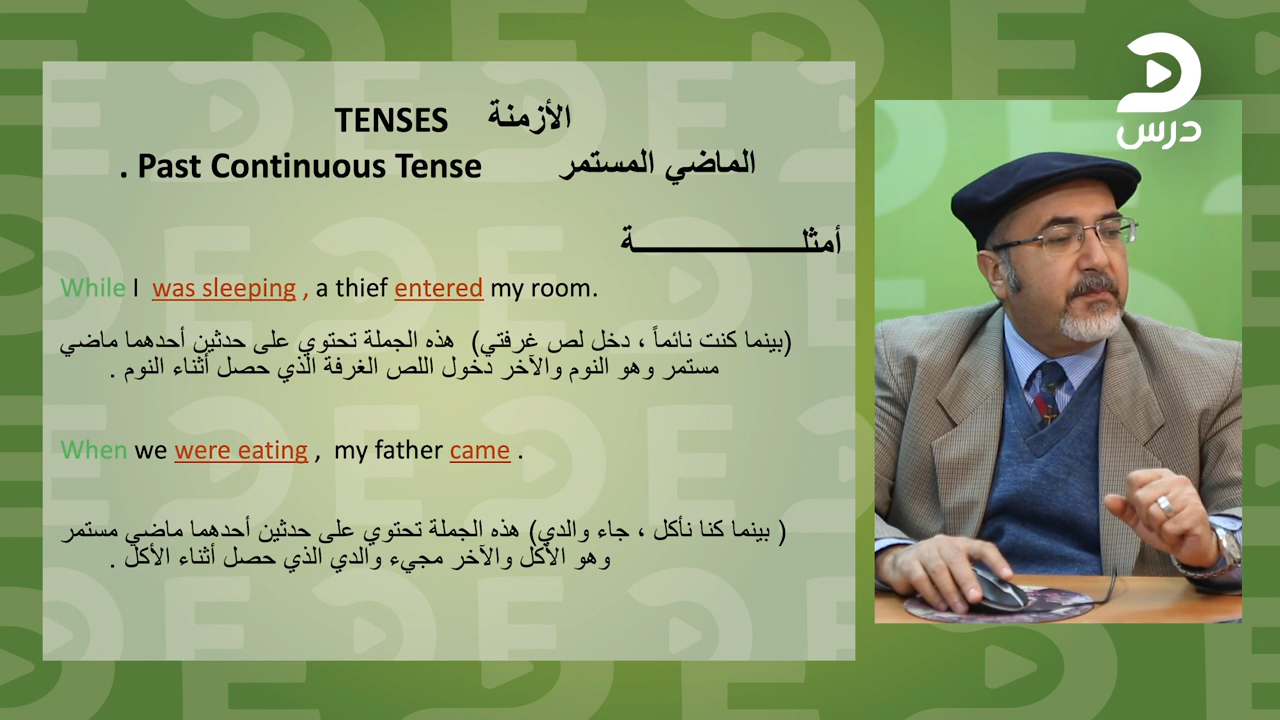 TENSES الأزمنة
. Past Continuous Tense الماضي المستمر
أمثلـــــــــــــــــــة
While I was sleeping , a thief entered my room.
(بينما كنت نائماً ، دخل لص غرفتي) هذه الجملة تحتوي على حدثين أحدهما ماضي
مستمر وهو النوم والآخر دخول اللص الغرفة الذي حصل أثناء النوم .
When we were eating , my father came .
( بينما كنا نأكل ، جاء والدي) هذه الجملة تحتوي على حدثين أحدهما ماضي مستمر
وهو الأكل والآخر مجيء والدي الذي حصل أثناء الأكل .
درس